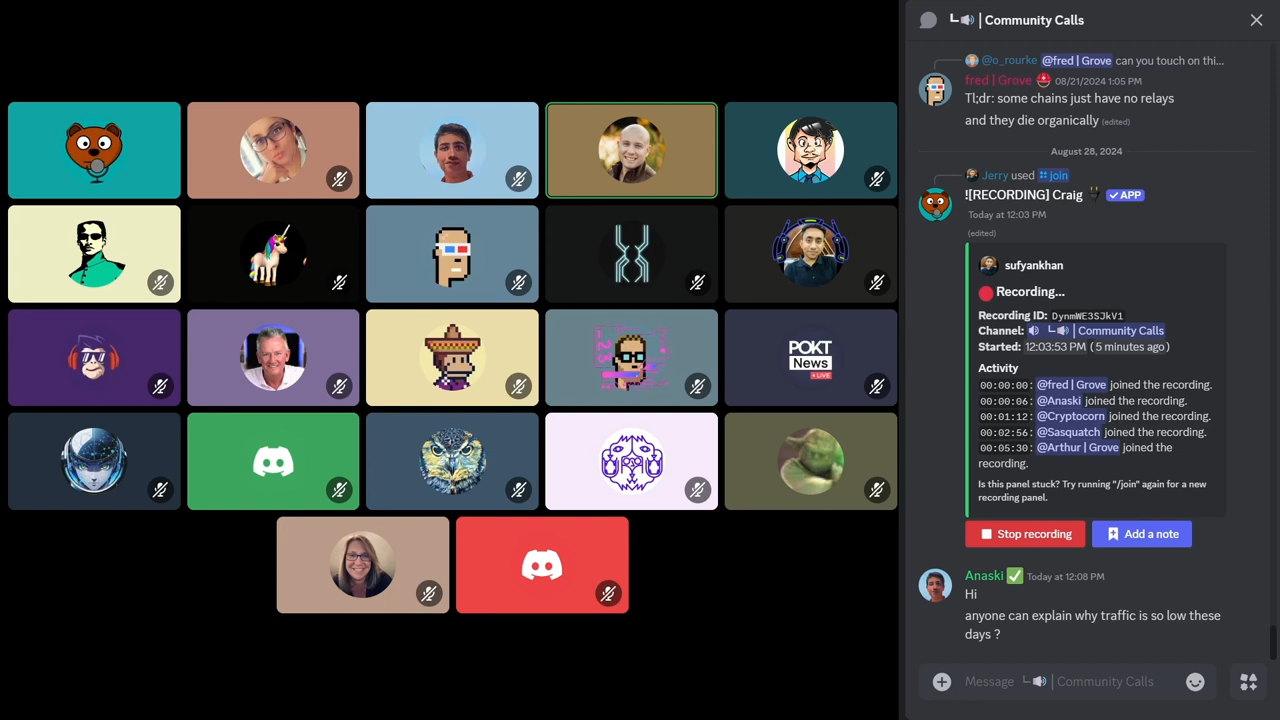 POKT
News
LIVE
| Community Calls
@o_rourke @fred | Grove can you touch on thi...
fred | Grove 08/21/2024 1:05 PM
Tl;dr: some chains just have no relays
and they die organically (edited)
August 28, 2024
Jerry used join
![RECORDING] Craig APP
Today at 12:03 PM
(edited)
sufyankhan
Recording...
Recording ID: DynmWE3SJkV1
Channel: | Community Calls
Started: 12:03:53 PM (5 minutes ago)
Activity
00:00:00: @fred | Grove joined the recording.
00:00:06: @Anaski joined the recording.
00:01:12: @Cryptocorn joined the recording.
00:02:56: @Sasquatch joined the recording.
00:05:30: @Arthur | Grove joined the
recording.
Is this panel stuck? Try running "/join" again for a new
recording panel.
Stop recording Add a note
Anaski Today at 12:08 PM
Hi
anyone can explain why traffic is so low these
days ?
Message | Community Calls